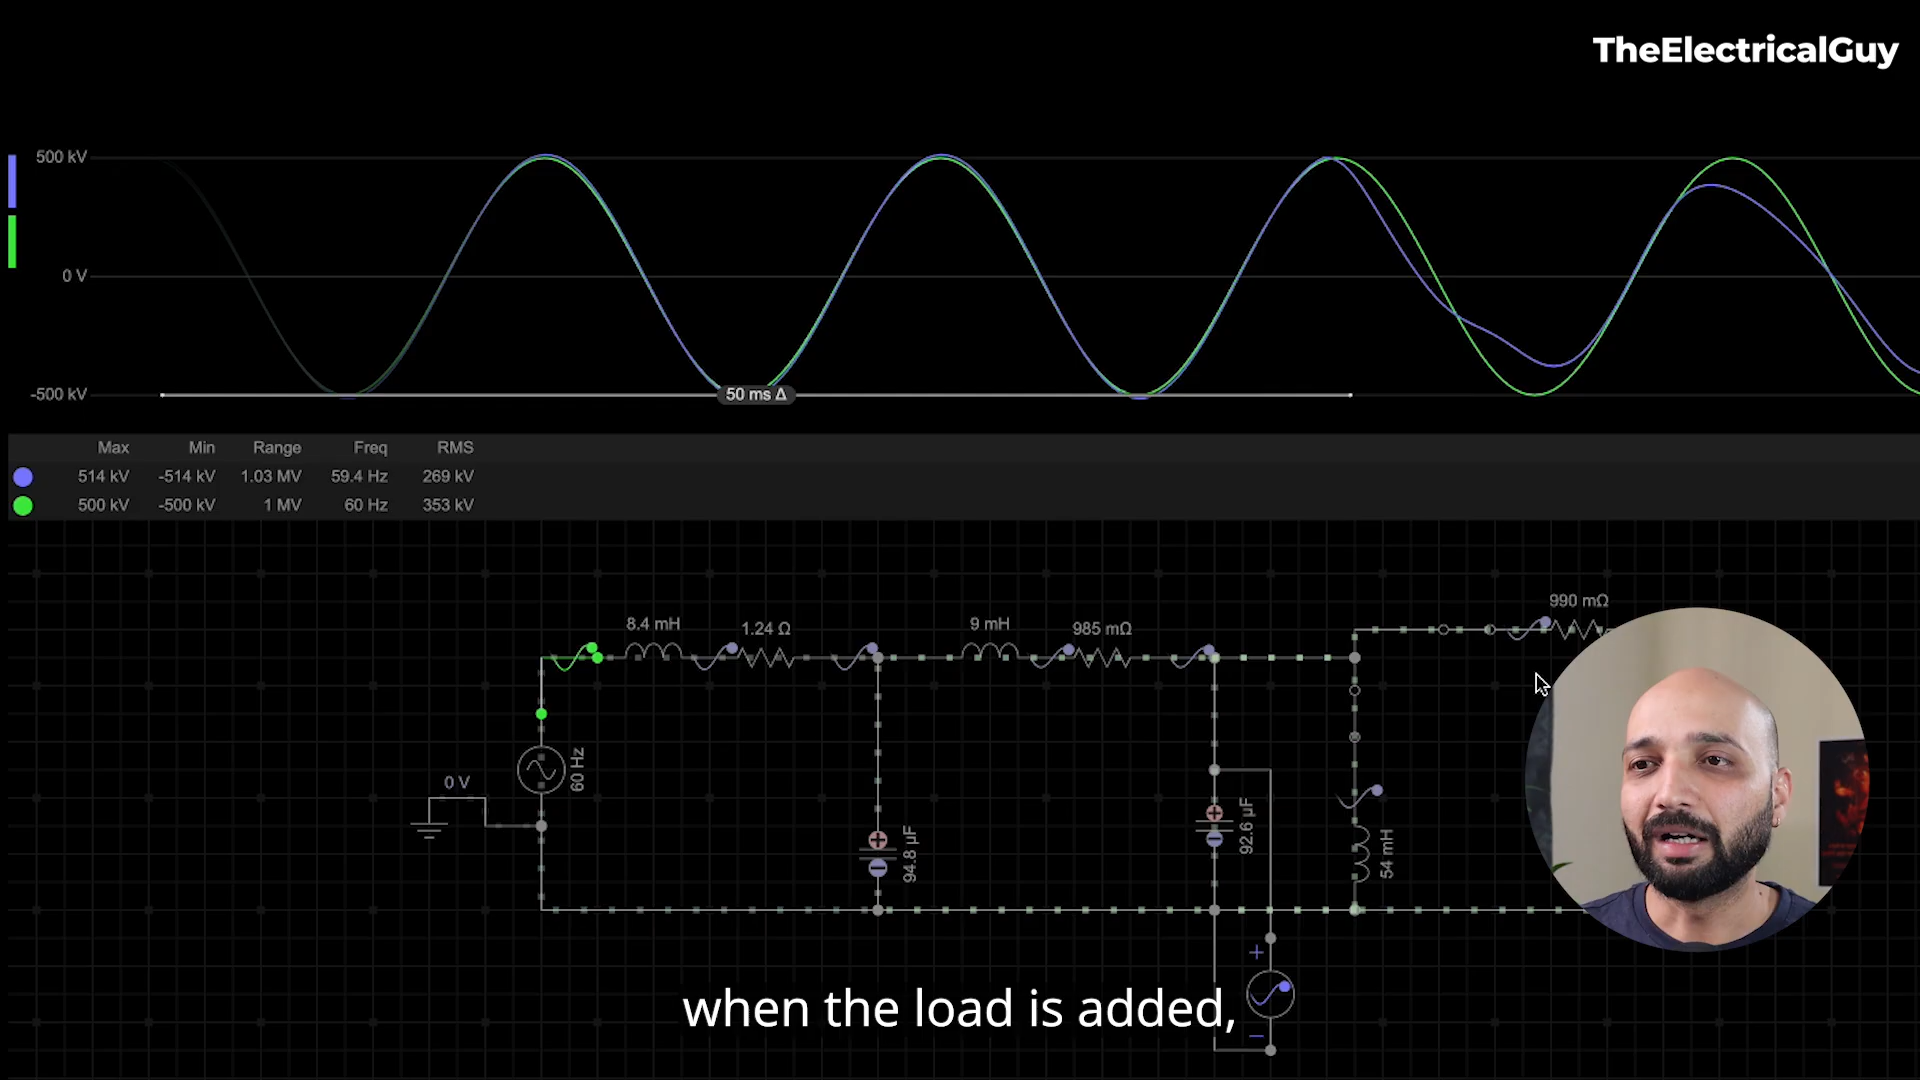 TheElectricalGuy
500 kV
0 V
-500 kV
50 ms Δ
Max Min Range Freq RMS
514 kV -514 kV 1.03 MV 59.4 Hz 269 kV
500 kV -500 kV 1 MV 60 Hz 353 kV
990 mΩ
8.4 mH
1.24 Ω
9 mH
985 mΩ
0 V
60 Hz
94.8 µF
92.6 µF
54 mH
+
when the load is added,
−